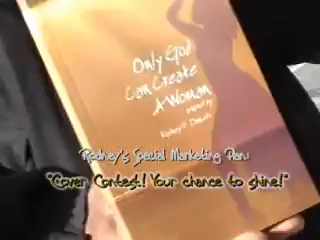 Only God
Can Create
A Woman
Rodney's Special Marketing Plan:
"Cover Contest! Your chance to shine!"